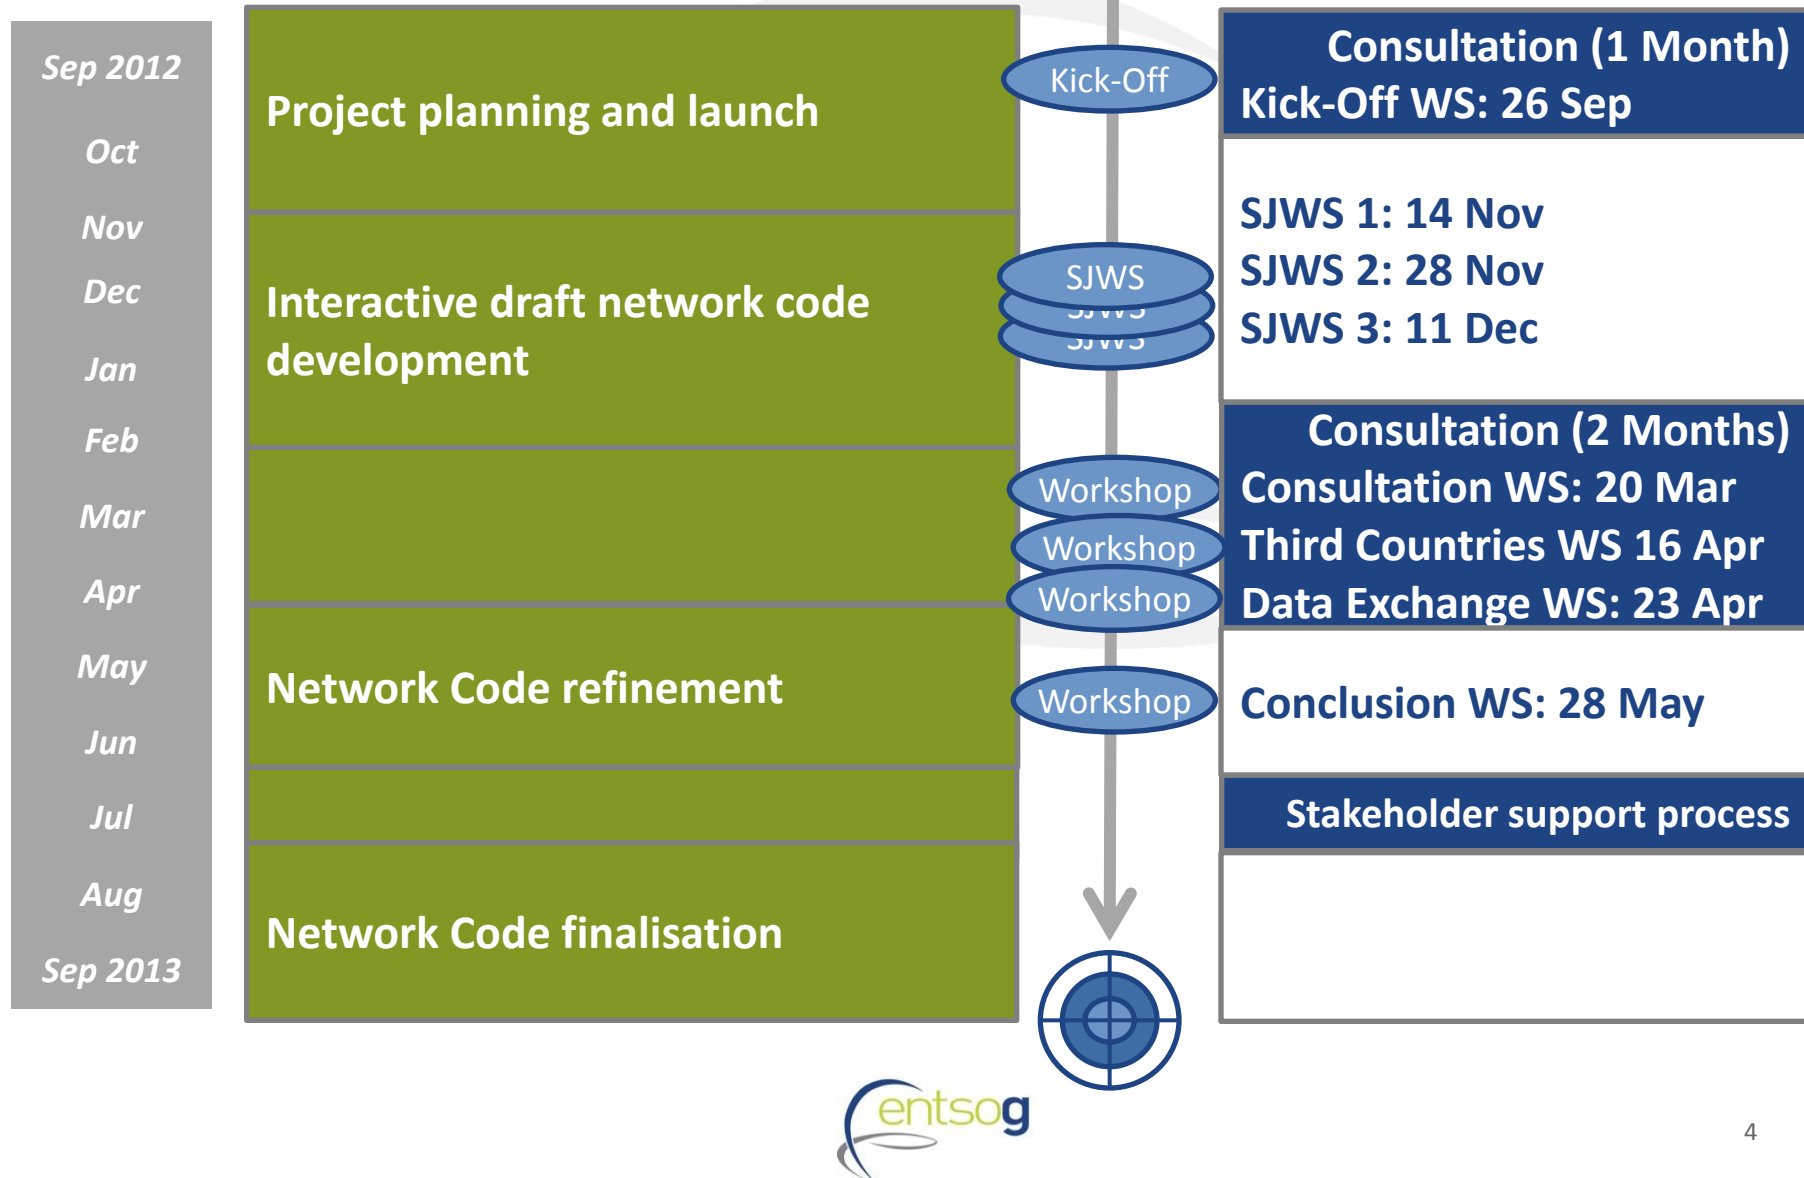 Sep 2012
Oct
Nov
Dec
Jan
Feb
Mar
Apr
May
Jun
Jul
Aug
Sep 2013
Project planning and launch
Interactive draft network code
development
Network Code refinement
Network Code finalisation
Kick-Off
SJWS
SJWS
SJWS
Workshop
Workshop
Workshop
Workshop
Consultation (1 Month)
Kick-Off WS: 26 Sep
SJWS 1: 14 Nov
SJWS 2: 28 Nov
SJWS 3: 11 Dec
Consultation (2 Months)
Consultation WS: 20 Mar
Third Countries WS 16 Apr
Data Exchange WS: 23 Apr
Conclusion WS: 28 May
Stakeholder support process
entsog
4